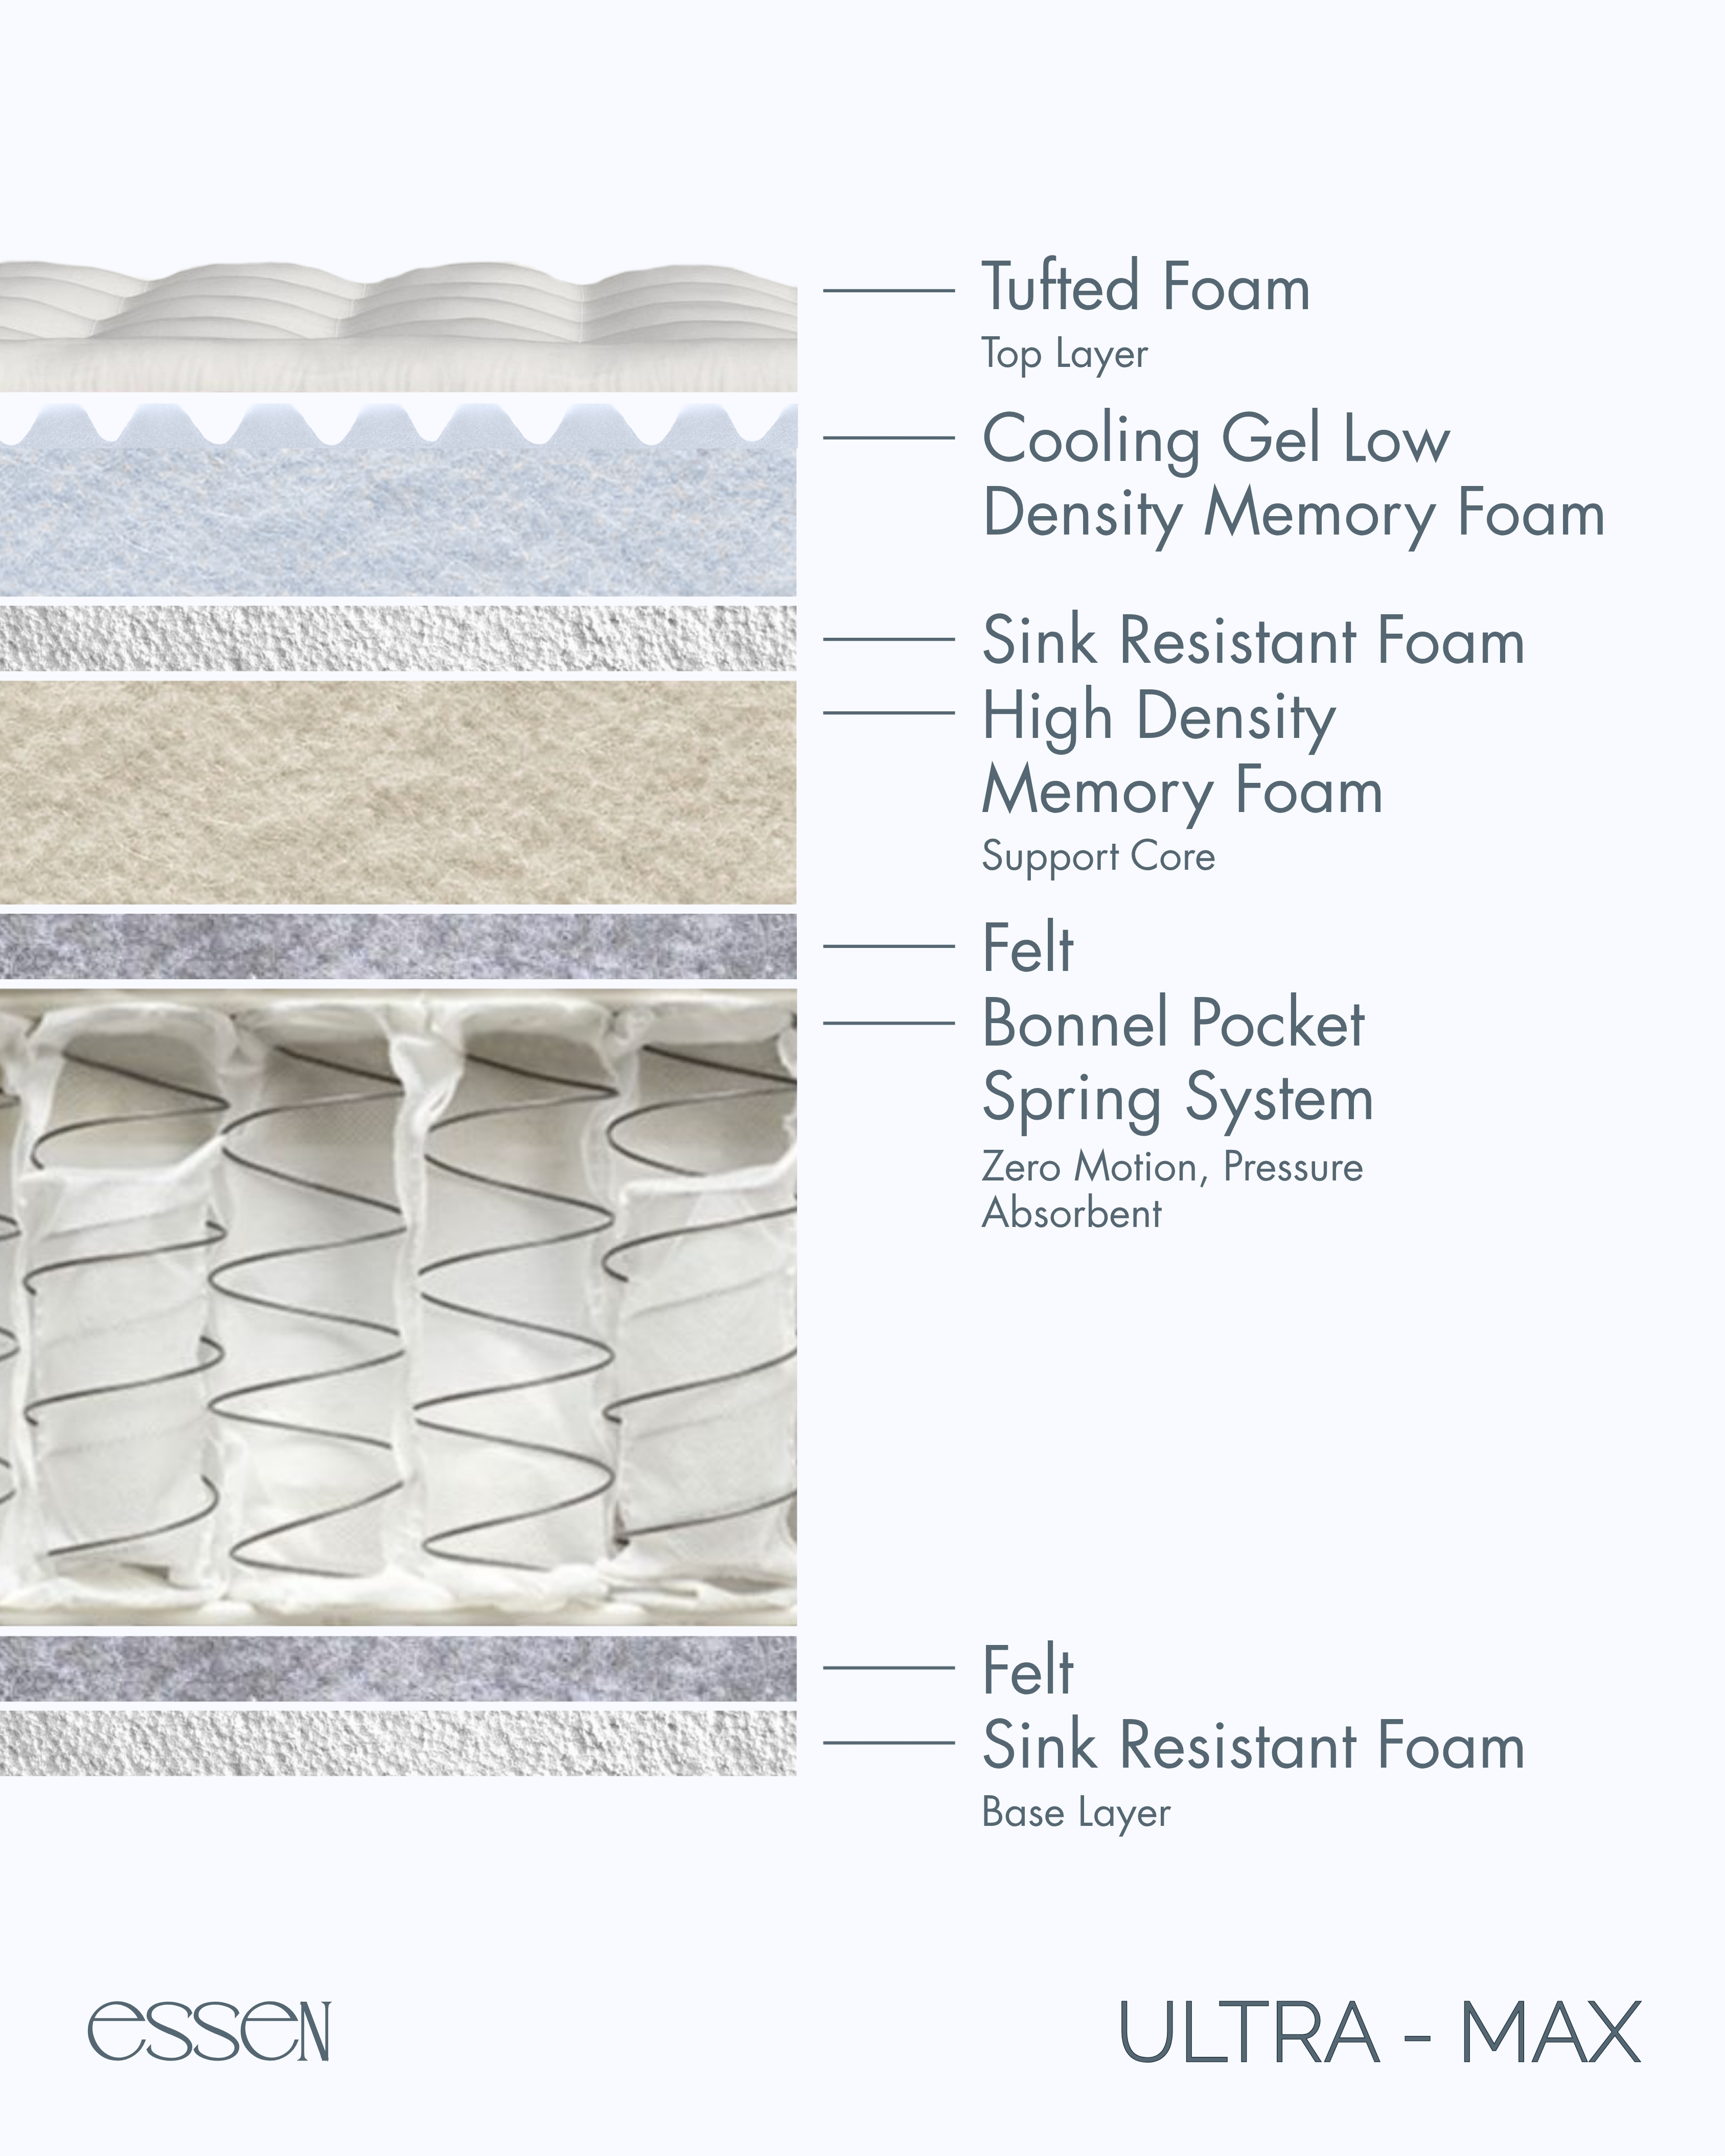 Tufted Foam
Top Layer
Cooling Gel Low
Density Memory Foam
Sink Resistant Foam
High Density
Memory Foam
Support Core
Felt
Bonnel Pocket
Spring System
Zero Motion, Pressure
Absorbent
Felt
Sink Resistant Foam
Base Layer
essen
ULTRA - MAX